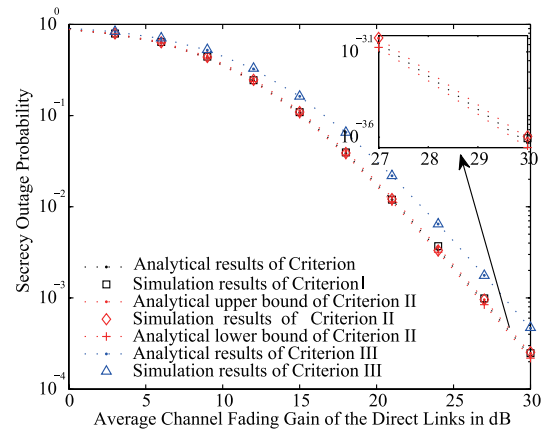 10^0
10^-1
10^-2
10^-3
10^-4
Secrecy Outage Probability
0 5 10 15 20 25 30
Average Channel Fading Gain of the Direct Links in dB
Analytical results of Criterion
Simulation results of Criterion I
Analytical upper bound of Criterion II
Simulation results of Criterion II
Analytical lower bound of Criterion II
Analytical results of Criterion III
Simulation results of Criterion III
10^-3.1
10^-3.6
27 28 29 30